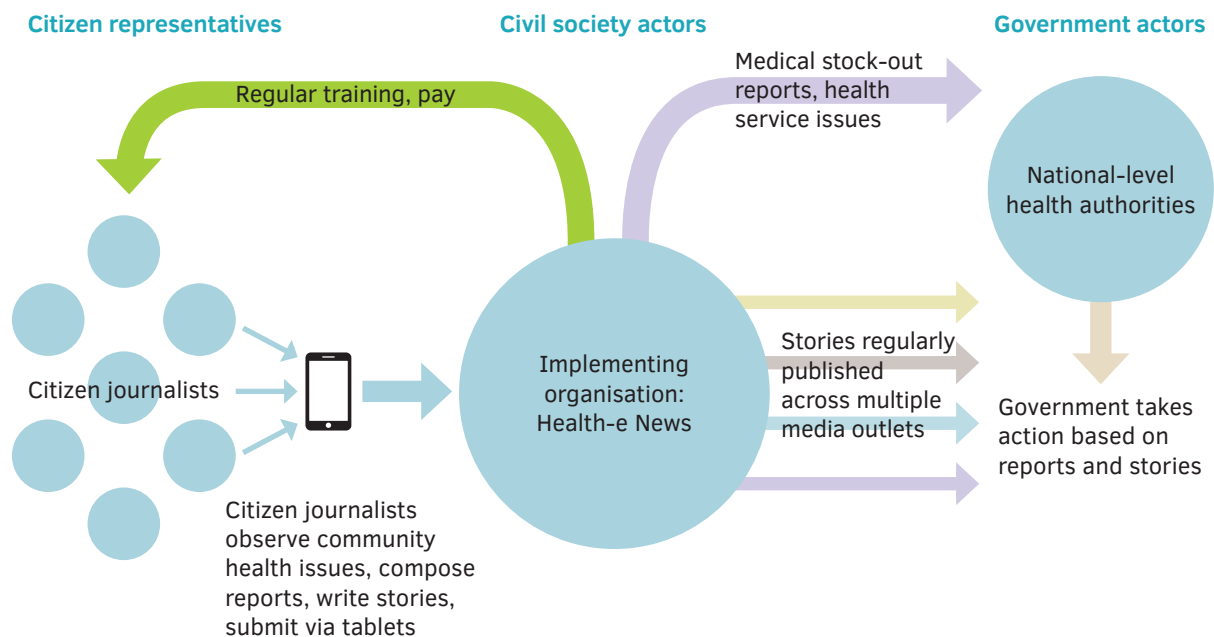 Citizen representatives
Civil society actors
Government actors
Regular training, pay
Medical stock-out
reports, health
service issues
National-level
health authorities
Citizen journalists
Implementing
organisation:
Health-e News
Stories regularly
published
across multiple
media outlets
Government takes
action based on
reports and stories
Citizen journalists
observe community
health issues, compose
reports, write stories,
submit via tablets